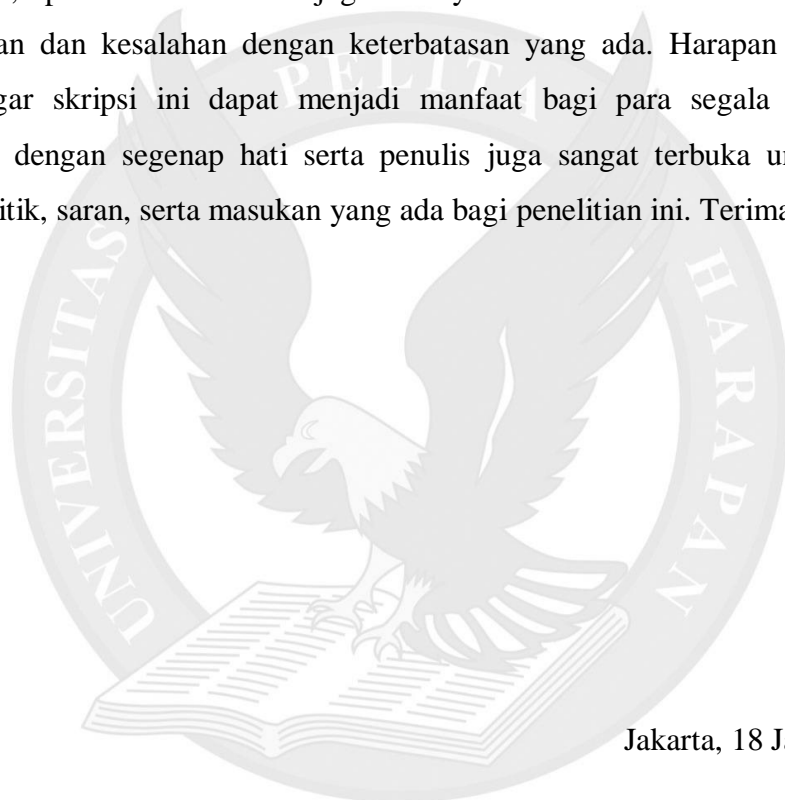 an dan kesalahan dengan keterbatasan yang ada. Harapan
gar skripsi ini dapat menjadi manfaat bagi para segala
dengan segenap hati serta penulis juga sangat terbuka u
itik, saran, serta masukan yang ada bagi penelitian ini. Terima
UNIVERSITAS PELITA HARAPAN
Jakarta, 18 Ja